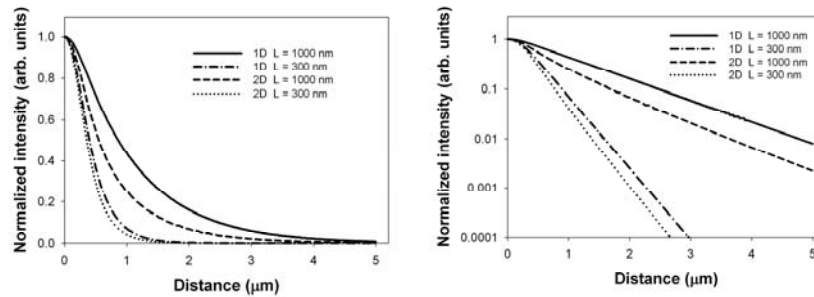 Normalized intensity (arb. units)
1.0
0.8
0.6
0.4
0.2
0.0
1D L = 1000 nm
1D L = 300 nm
2D L = 1000 nm
2D L = 300 nm
0 1 2 3 4 5
Distance (μm)
Normalized intensity (arb. units)
1
0.1
0.01
0.001
0.0001
1D L = 1000 nm
1D L = 300 nm
2D L = 1000 nm
2D L = 300 nm
0 1 2 3 4 5
Distance (μm)